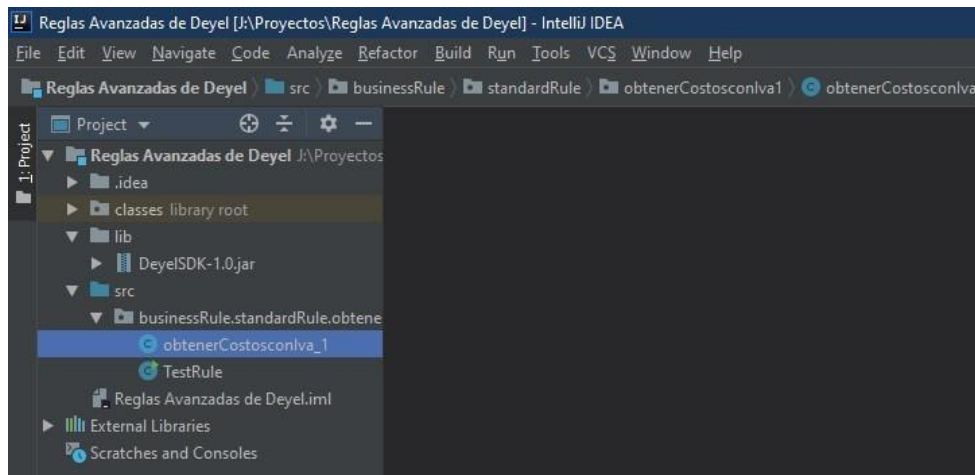 Reglas Avanzadas de Deyel [J:\Proyectos\Reglas Avanzadas de Deyel] - IntelliJ IDEA
File Edit View Navigate Code Analyze Refactor Build Run Tools VCS Window Help
Reglas Avanzadas de Deyel src businessRule standardRule obtenerCostosconIva1 obtenerCostosconIva
1: Project
Project
Reglas Avanzadas de Deyel J:\Proyectos
.idea
classes library root
lib
DeyelSDK-1.0.jar
src
businessRule.standardRule.obtene
obtenerCostosconIva_1
TestRule
Reglas Avanzadas de Deyel.iml
External Libraries
Scratches and Consoles